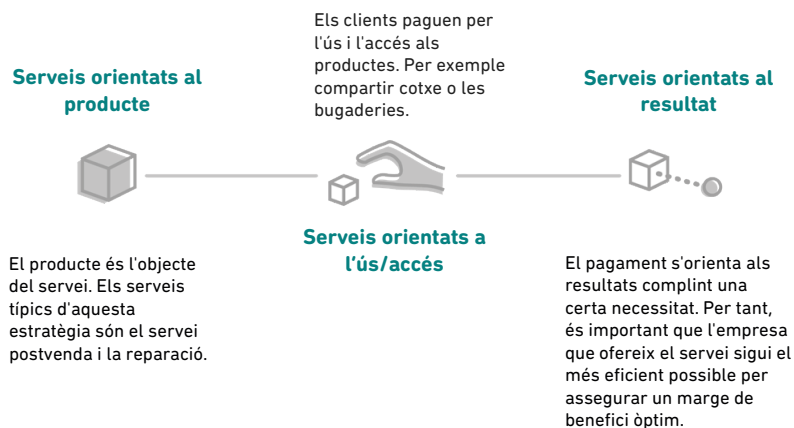 Serveis orientats al
producte
El producte és l'objecte
del servei. Els serveis
típics d'aquesta
estratègia són el servei
postvenda i la reparació.
Els clients paguen per
l'ús i l'accés als
productes. Per exemple
compartir cotxe o les
bugaderies.
Serveis orientats a
l’ús/accés
Serveis orientats al
resultat
El pagament s'orienta als
resultats complint una
certa necessitat. Per tant,
és important que l'empresa
que ofereix el servei sigui el
més eficient possible per
assegurar un marge de
benefici òptim.